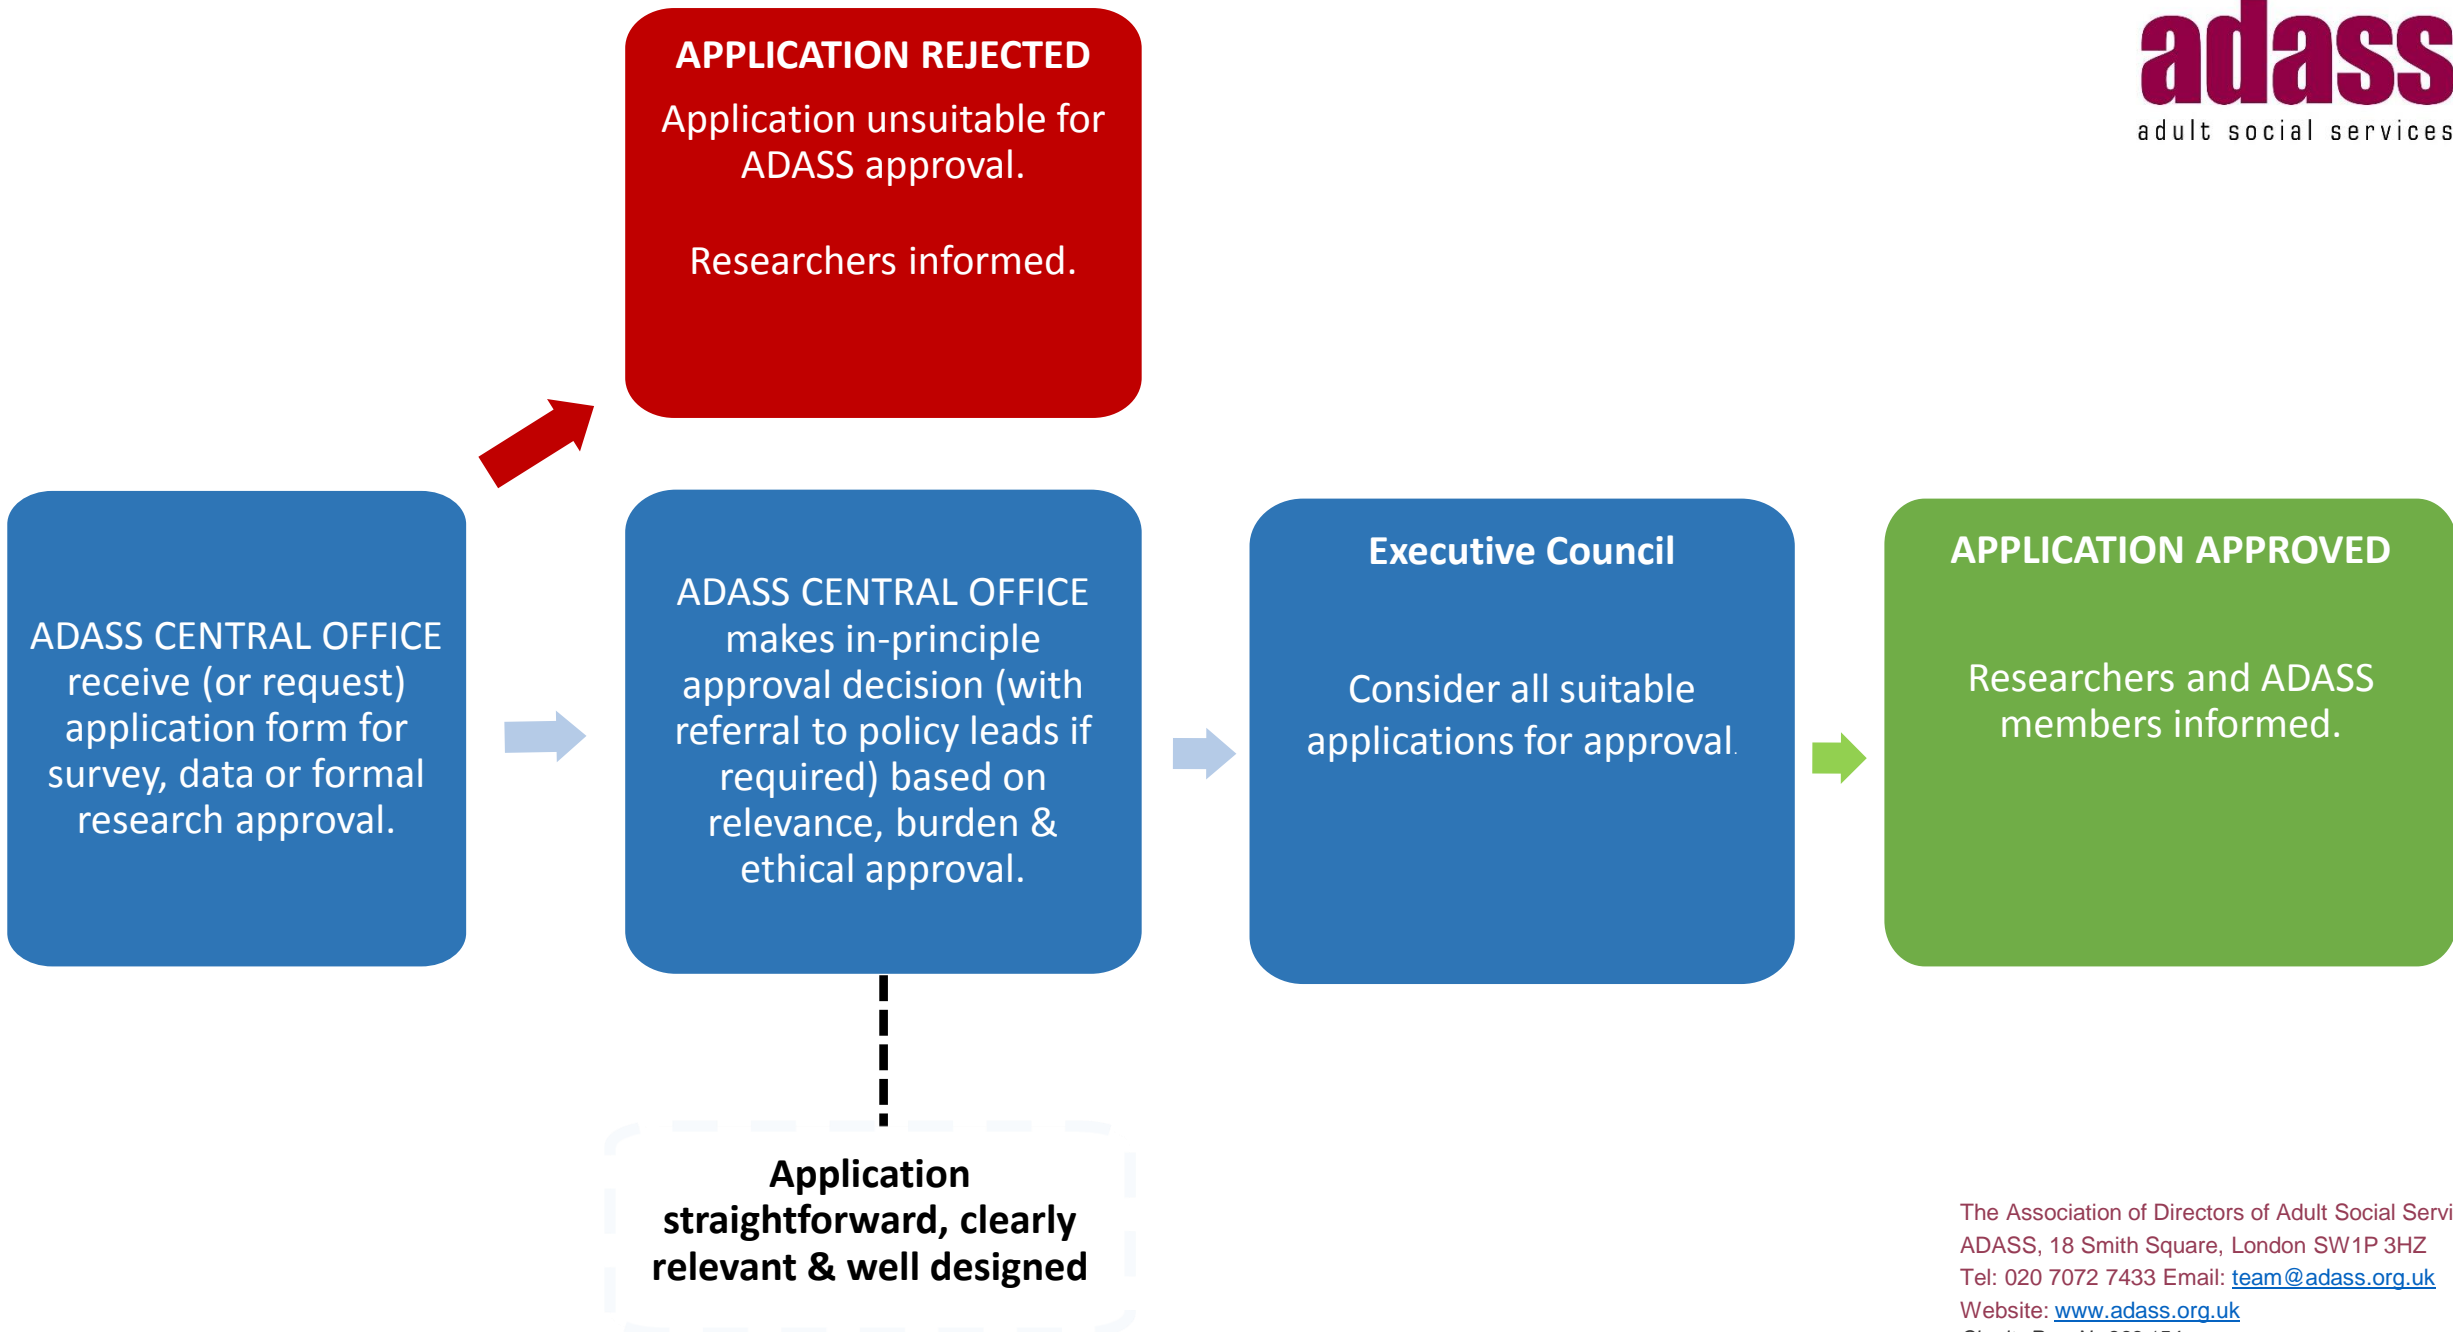 adass
adult social services
APPLICATION REJECTED
Application unsuitable for
ADASS approval.
Researchers informed.
ADASS CENTRAL OFFICE
receive (or request)
application form for
survey, data or formal
research approval.
ADASS CENTRAL OFFICE
makes in-principle
approval decision (with
referral to policy leads if
required) based on
relevance, burden &
ethical approval.
Executive Council
Consider all suitable
applications for approval.
APPLICATION APPROVED
Researchers and ADASS
members informed.
Application
straightforward, clearly
relevant & well designed
The Association of Directors of Adult Social Servi
ADASS, 18 Smith Square, London SW1P 3HZ
Tel: 020 7072 7433 Email: team@adass.org.uk
Website: www.adass.org.uk